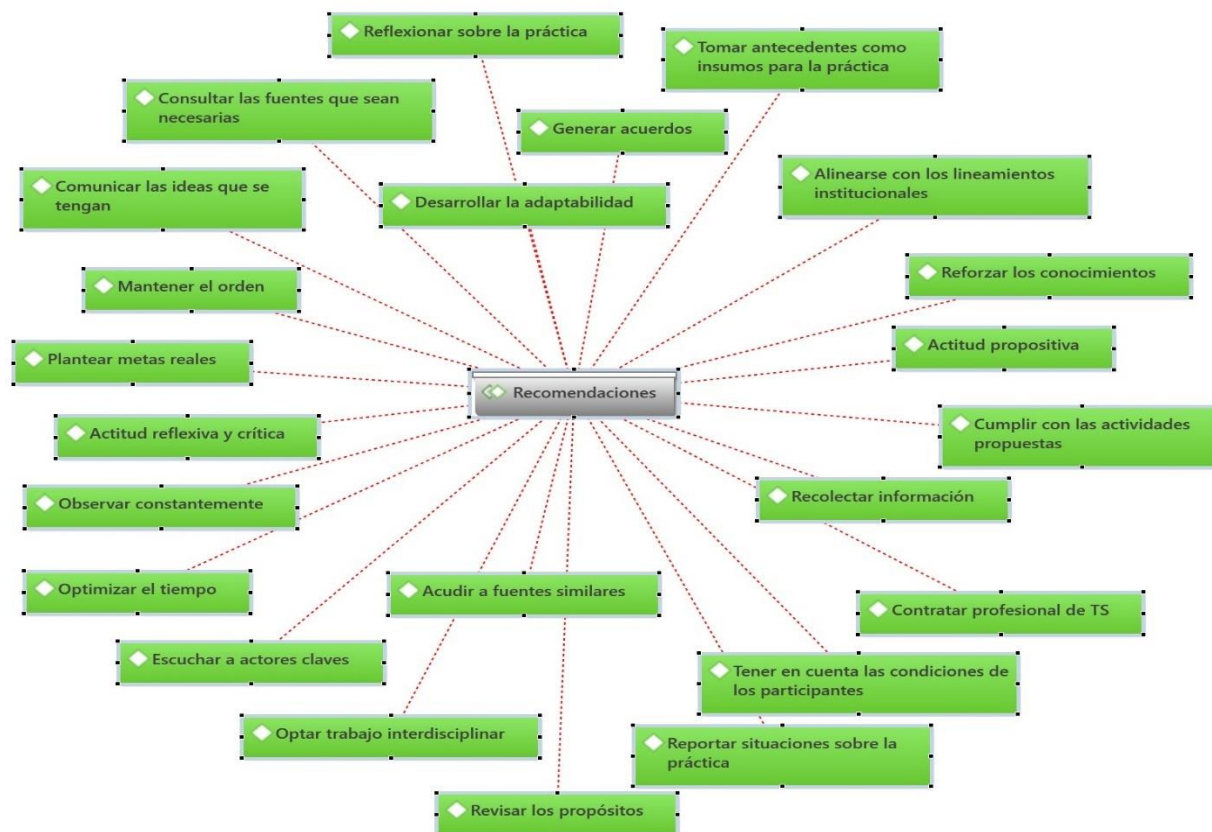 Reflexionar sobre la práctica
Tomar antecedentes como
insumos para la práctica
Consultar las fuentes que sean
necesarias
Generar acuerdos
Comunicar las ideas que se
tengan
Desarrollar la adaptabilidad
Alinearse con los lineamientos
institucionales
Mantener el orden
Reforzar los conocimientos
Plantear metas reales
Actitud propositiva
Recomendaciones
Actitud reflexiva y crítica
Cumplir con las actividades
propuestas
Observar constantemente
Recolectar información
Optimizar el tiempo
Acudir a fuentes similares
Contratar profesional de TS
Escuchar a actores claves
Tener en cuenta las condiciones de
los participantes
Optar trabajo interdisciplinar
Reportar situaciones sobre la
práctica
Revisar los propósitos